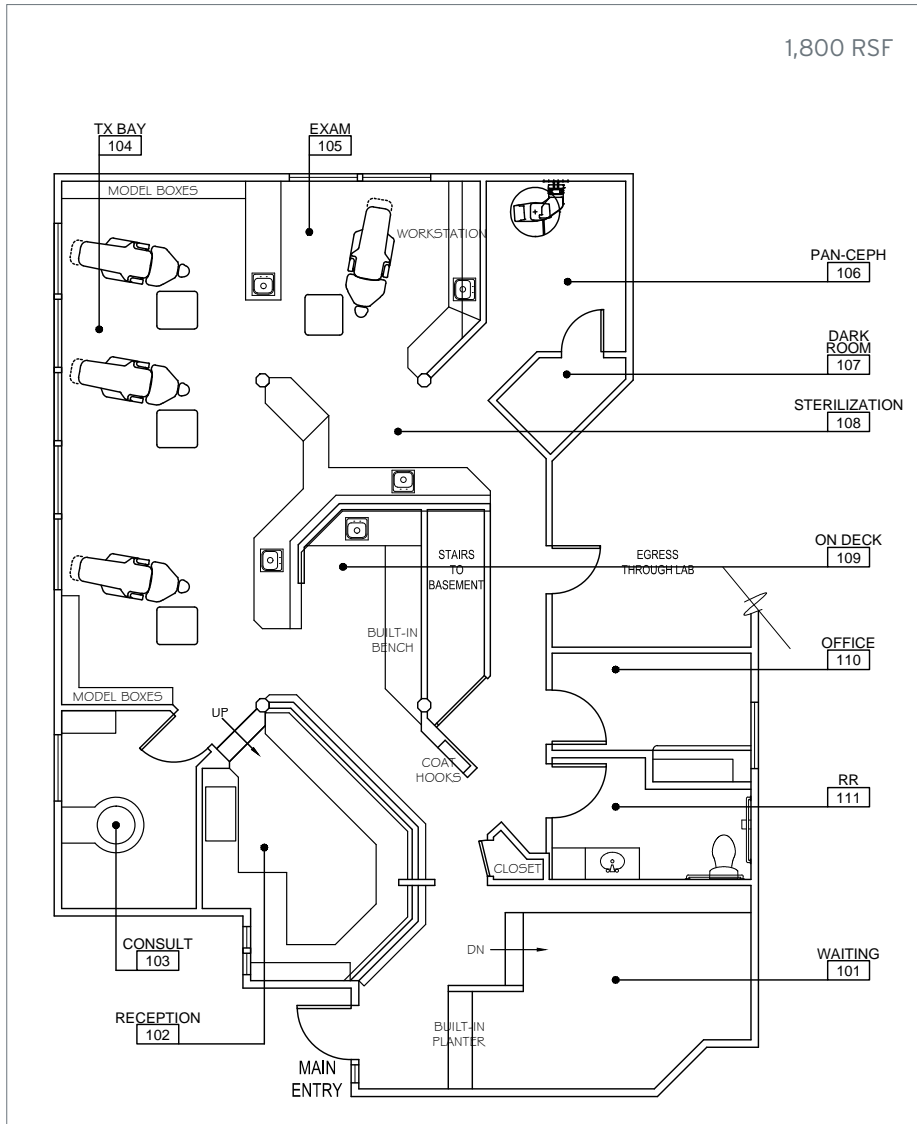 1,800 RSF
TX BAY
104
EXAM
105
MODEL BOXES
WORKSTATION
PAN-CEPH
106
DARK
ROOM
107
STERILIZATION
108
STAIRS
TO
BASEMENT
EGRESS
THROUGH LAB
ON DECK
109
BUILT-IN
BENCH
OFFICE
110
MODEL BOXES
UP
COAT
HOOKS
RR
111
CLOSET
CONSULT
103
DN
WAITING
101
RECEPTION
102
BUILT-IN
PLANTER
MAIN
ENTRY